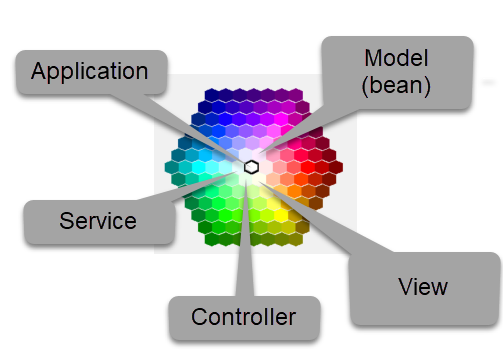 Application
Model
(bean)
Service
View
Controller